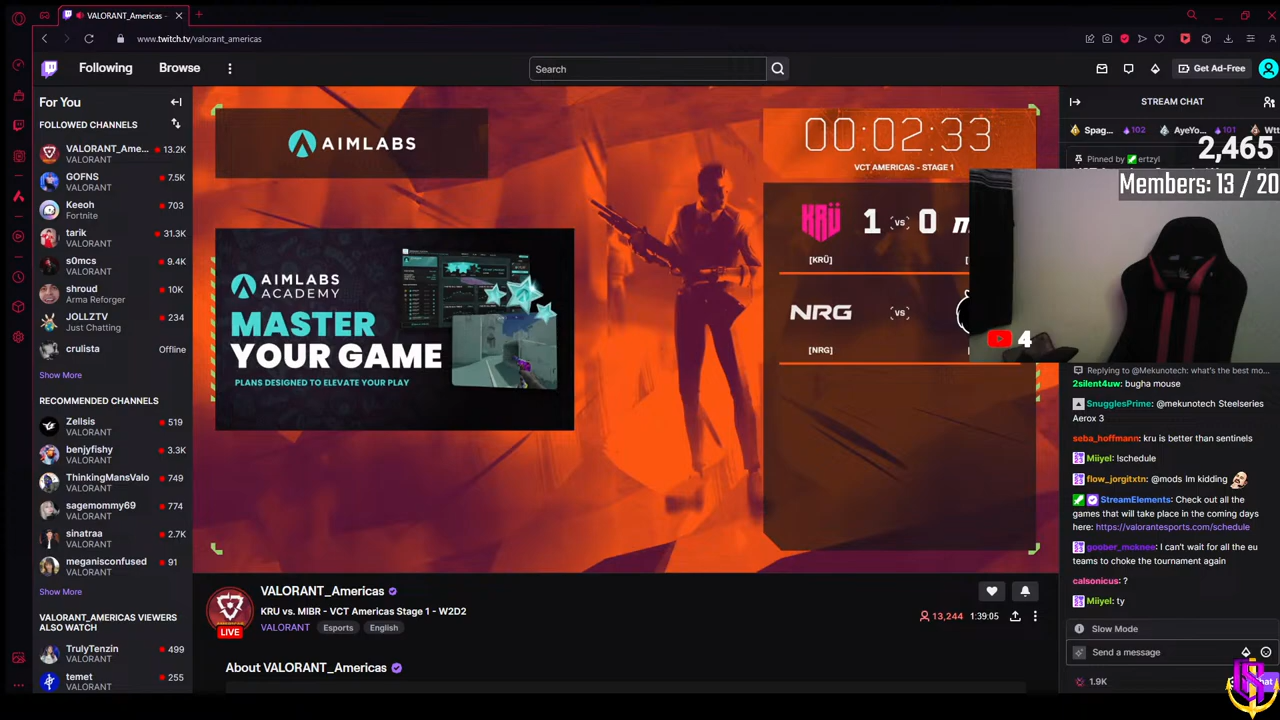 VALORANT_Americas -
www.twitch.tv/valorant_americas
Following
Browse
Search
Get Ad-Free
For You
FOLLOWED CHANNELS
VALORANT_Ame...
13.2K
VALORANT
GOFNS
7.5K
VALORANT
Keeoh
703
Fortnite
tarik
31.3K
VALORANT
s0mcs
9.4K
VALORANT
shroud
10K
Arma Reforger
JOLLZTV
234
Just Chatting
crulista
Offline
Show More
RECOMMENDED CHANNELS
Zellsis
519
VALORANT
benjyfishy
3.3K
VALORANT
ThinkingMansValo
749
VALORANT
sagemommy69
774
VALORANT
sinatraa
2.7K
VALORANT
meganisconfused
91
VALORANT
Show More
VALORANT_AMERICAS VIEWERS
ALSO WATCH
TrulyTenzin
499
VALORANT
temet
255
VALORANT
AIMLABS
AIMLABS
ACADEMY
MASTER
YOUR GAME
PLANS DESIGNED TO ELEVATE YOUR PLAY
00:02:33
VCT AMERICAS - STAGE 1
KRÜ
1 vs 0
[KRÜ]
NRG
vs
[NRG]
VALORANT_Americas
LIVE
KRU vs. MIBR - VCT Americas Stage 1 - W2D2
VALORANT
Esports
English
13,244
1:39:05
About VALORANT_Americas
STREAM CHAT
Spag...
102
AyeYo...
101
Wtt
Pinned by ertzyl
2,465
Members: 13 / 20
4
Replying to @Mekunotech: what's the best mo...
2silent4uw: bugha mouse
SnugglesPrime: @mekunotech Steelseries
Aerox 3
seba_hoffmann: kru is better than sentinels
Miiyel: !schedule
flow_jorgitxtn: @mods Im kidding
StreamElements: Check out all the
games that will take place in the coming days
here: https://valorantesports.com/schedule
goober_mcknee: I can't wait for all the eu
teams to choke the tournament again
calsonicus: ?
Miiyel: ty
Slow Mode
Send a message
1.9K